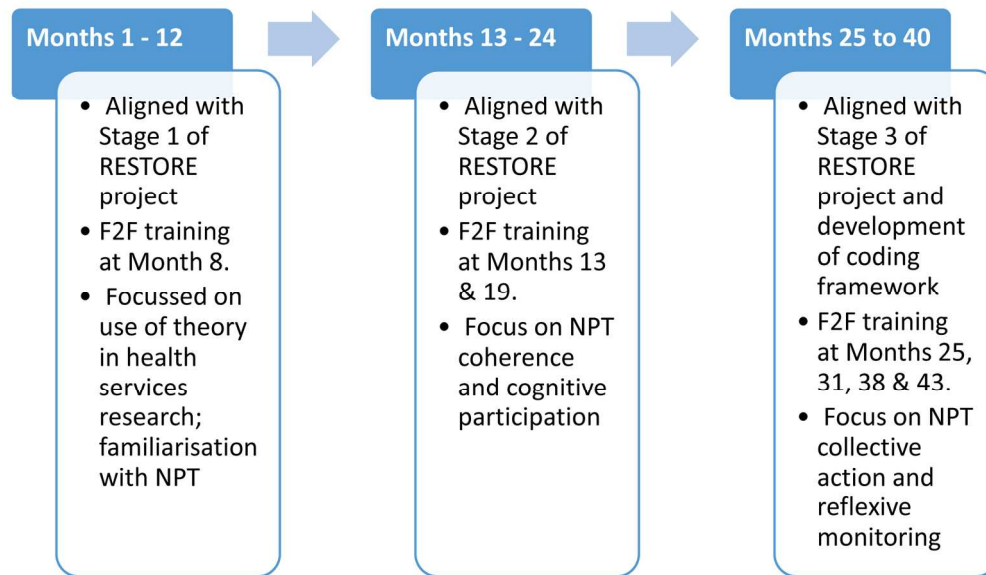 Months 1 - 12
• Aligned with
Stage 1 of
RESTORE
project
• F2F training
at Month 8.
• Focussed on
use of theory
in health
services
research;
familiarisation
with NPT
Months 13 - 24
• Aligned with
Stage 2 of
RESTORE
project
• F2F training
at Months 13
& 19.
• Focus on NPT
coherence
and cognitive
participation
Months 25 to 40
• Aligned with
Stage 3 of
RESTORE
project and
development
of coding
framework
• F2F training
at Months 25,
31, 38 & 43.
• Focus on NPT
collective
action and
reflexive
monitoring